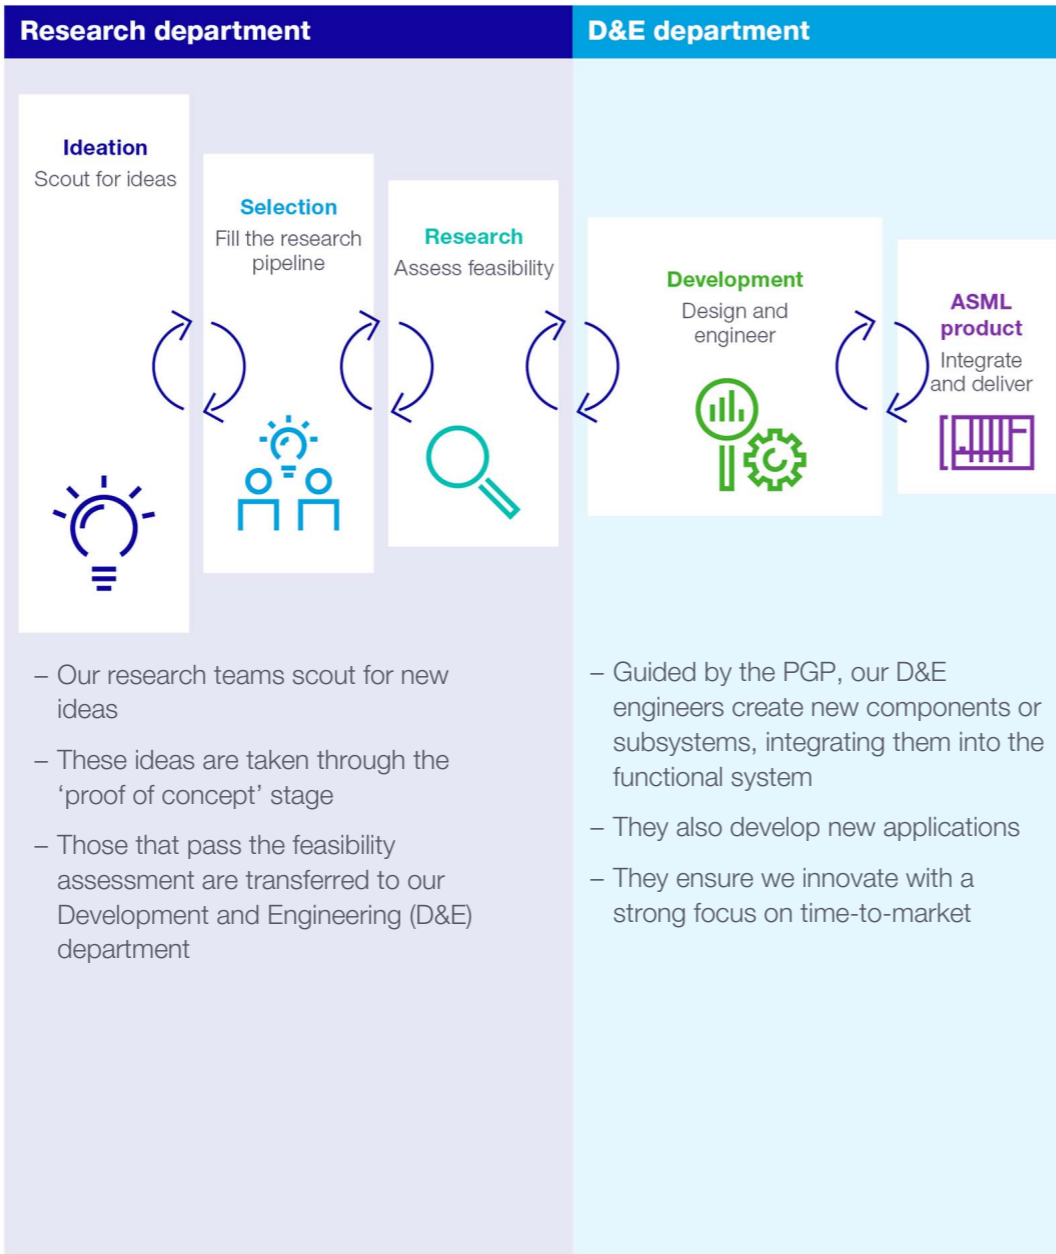 Research department
D&E department
Ideation
Scout for ideas
Selection
Fill the research
pipeline
Research
Assess feasibility
Development
Design and
engineer
ASML
product
Integrate
and deliver
– Our research teams scout for new
ideas
– These ideas are taken through the
‘proof of concept’ stage
– Those that pass the feasibility
assessment are transferred to our
Development and Engineering (D&E)
department
– Guided by the PGP, our D&E
engineers create new components or
subsystems, integrating them into the
functional system
– They also develop new applications
– They ensure we innovate with a
strong focus on time-to-market